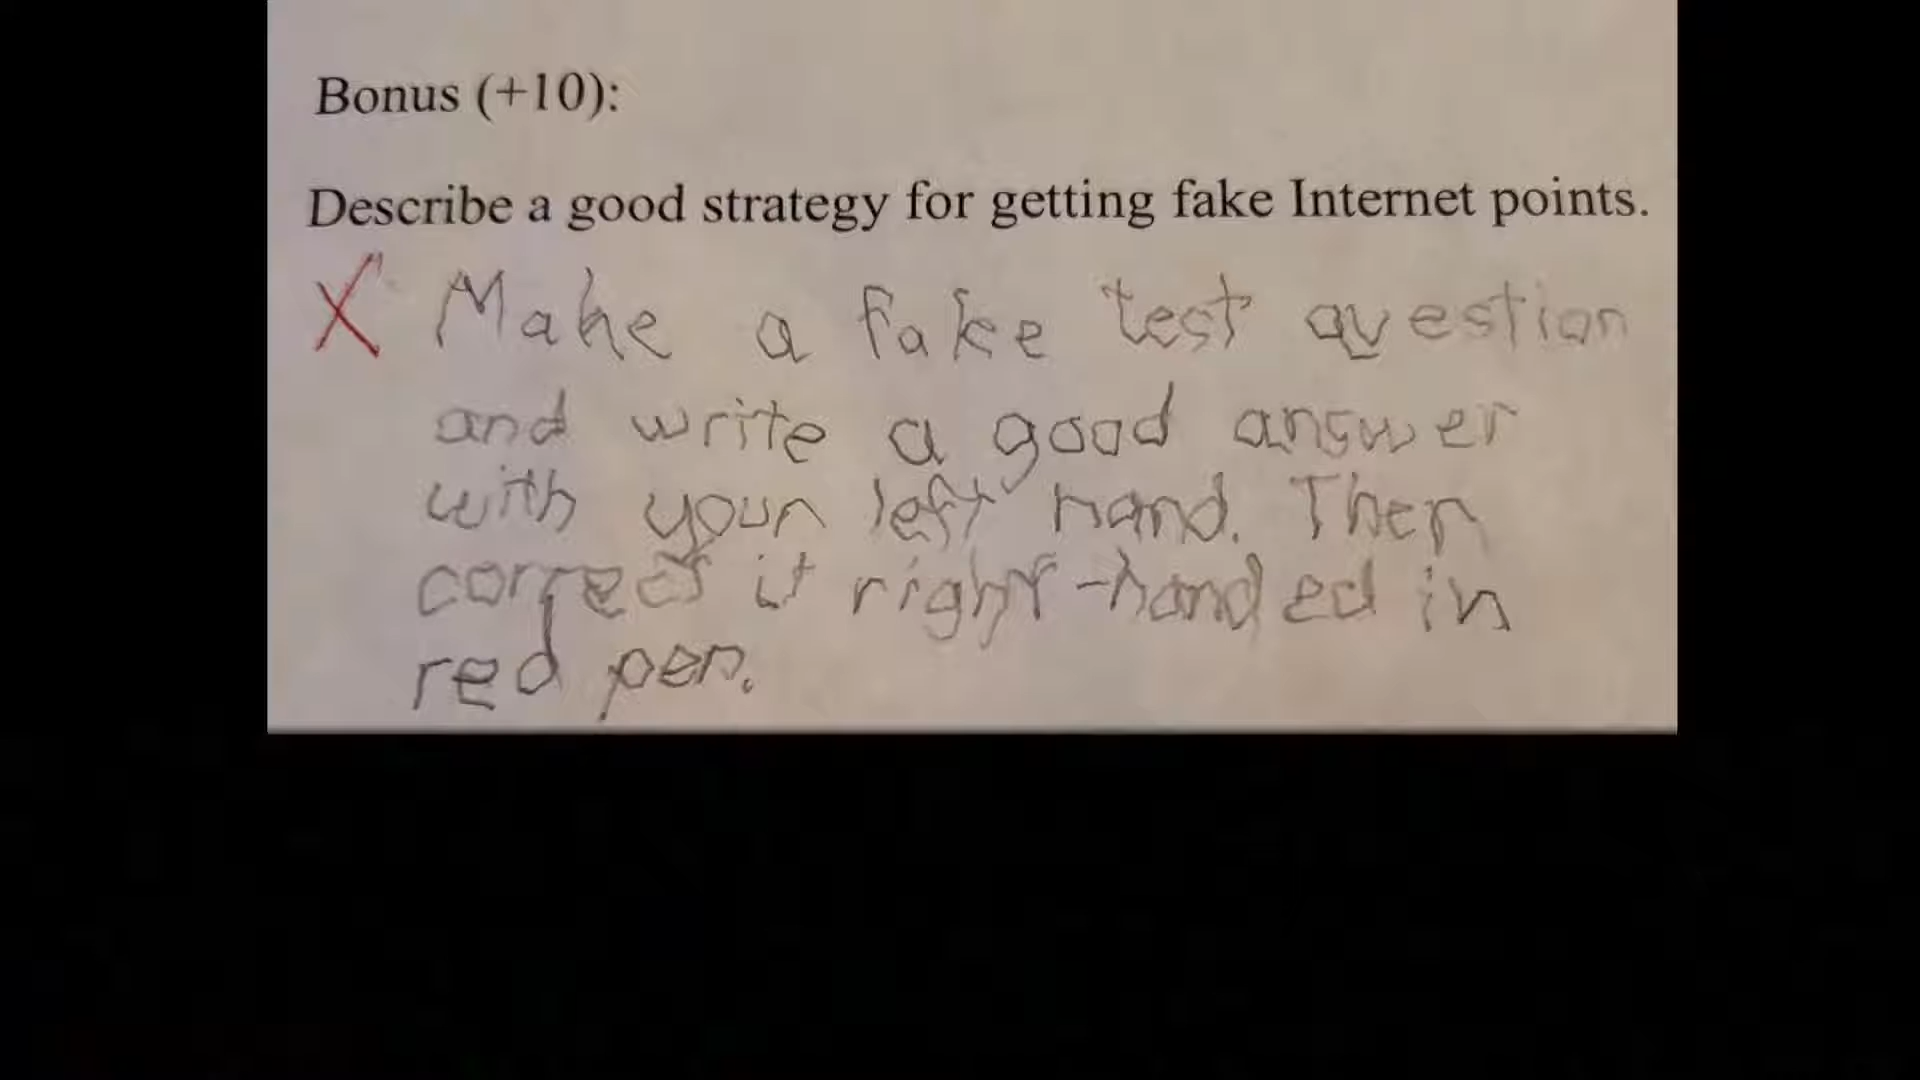 Bonus (+10):
Describe a good strategy for getting fake Internet points.
X Make a fake test question
and write a good answer
with your left hand. Then
correct it right-handed in
red pen.